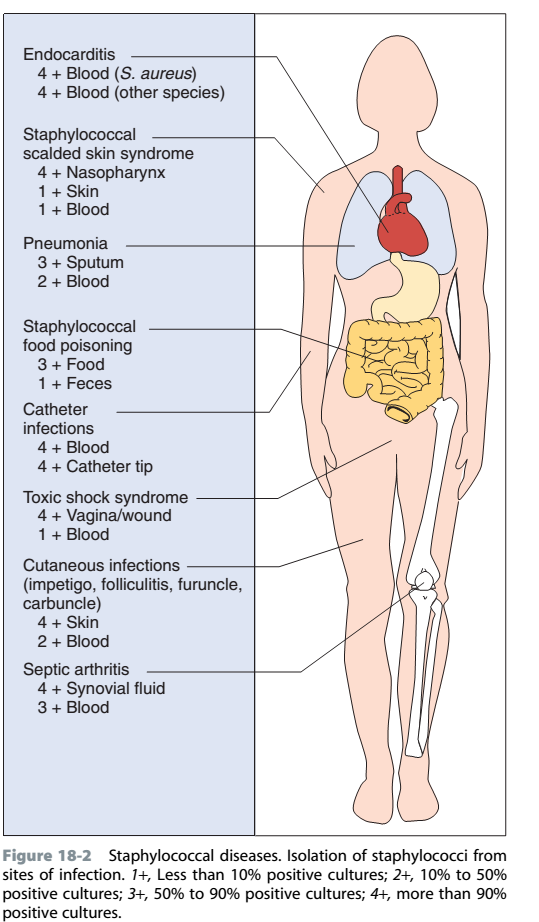 Endocarditis
4 + Blood (S. aureus)
4 + Blood (other species)
Staphylococcal
scalded skin syndrome
4 + Nasopharynx
1 + Skin
1 + Blood
Pneumonia
3 + Sputum
2 + Blood
Staphylococcal
food poisoning
3 + Food
1 + Feces
Catheter
infections
4 + Blood
4 + Catheter tip
Toxic shock syndrome
4 + Vagina/wound
1 + Blood
Cutaneous infections
(impetigo, folliculitis, furuncle,
carbuncle)
4 + Skin
2 + Blood
Septic arthritis
4 + Synovial fluid
3 + Blood
Figure 18-2 Staphylococcal diseases. Isolation of staphylococci from
sites of infection. 1+, Less than 10% positive cultures; 2+, 10% to 50%
positive cultures; 3+, 50% to 90% positive cultures; 4+, more than 90%
positive cultures.